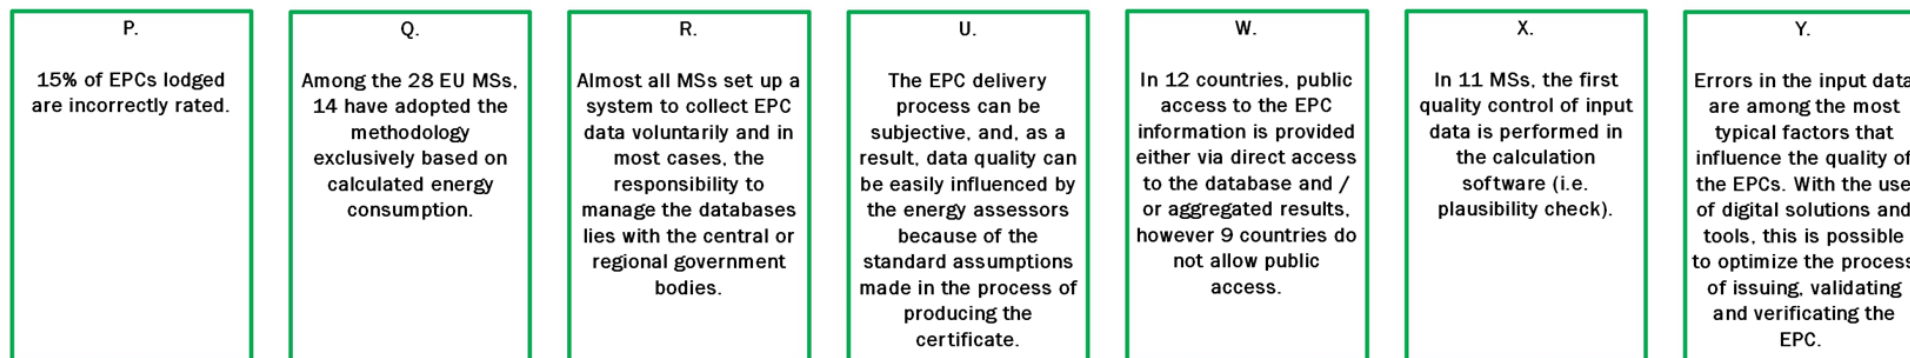 P.
15% of EPCs lodged
are incorrectly rated.
Q.
Among the 28 EU MSs,
14 have adopted the
methodology
exclusively based on
calculated energy
consumption.
R.
Almost all MSs set up a
system to collect EPC
data voluntarily and in
most cases, the
responsibility to
manage the databases
lies with the central or
regional government
bodies.
U.
The EPC delivery
process can be
subjective, and, as a
result, data quality can
be easily influenced by
the energy assessors
because of the
standard assumptions
made in the process of
producing the
certificate.
W.
In 12 countries, public
access to the EPC
information is provided
either via direct access
to the database and /
or aggregated results,
however 9 countries do
not allow public
access.
X.
In 11 MSs, the first
quality control of input
data is performed in
the calculation
software (i.e.
plausibility check).
Y.
Errors in the input data
are among the most
typical factors that
influence the quality of
the EPCs. With the use
of digital solutions and
tools, this is possible
to optimize the process
of issuing, validating
and verificating the
EPC.